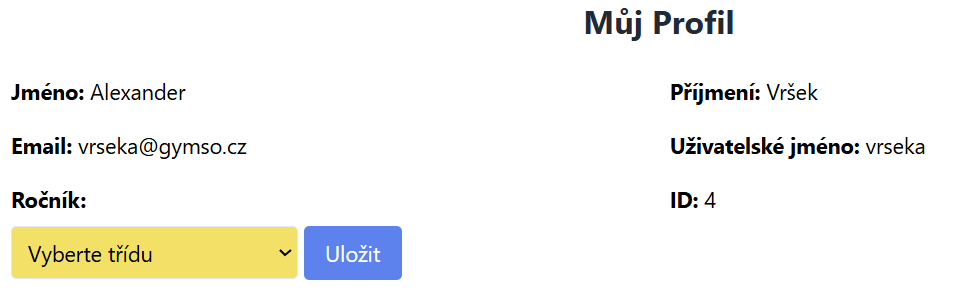 Můj Profil
Jméno: Alexander
Příjmení: Vršek
Email: vrseka@gymso.cz
Uživatelské jméno: vrseka
Ročník:
ID: 4
Vyberte třídu
Uložit